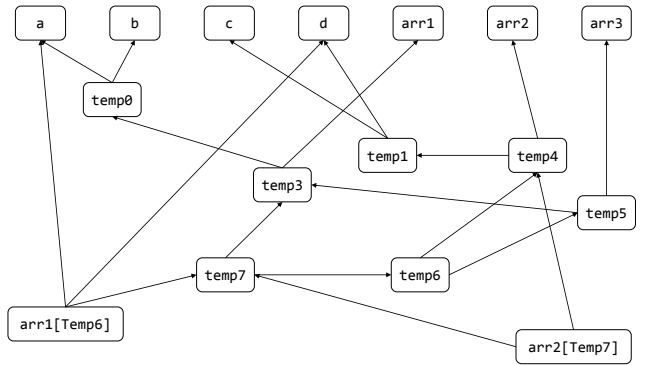 a
b
c
d
arr1
arr2
arr3
temp0
temp1
temp4
temp3
temp5
temp7
temp6
arr1[Temp6]
arr2[Temp7]